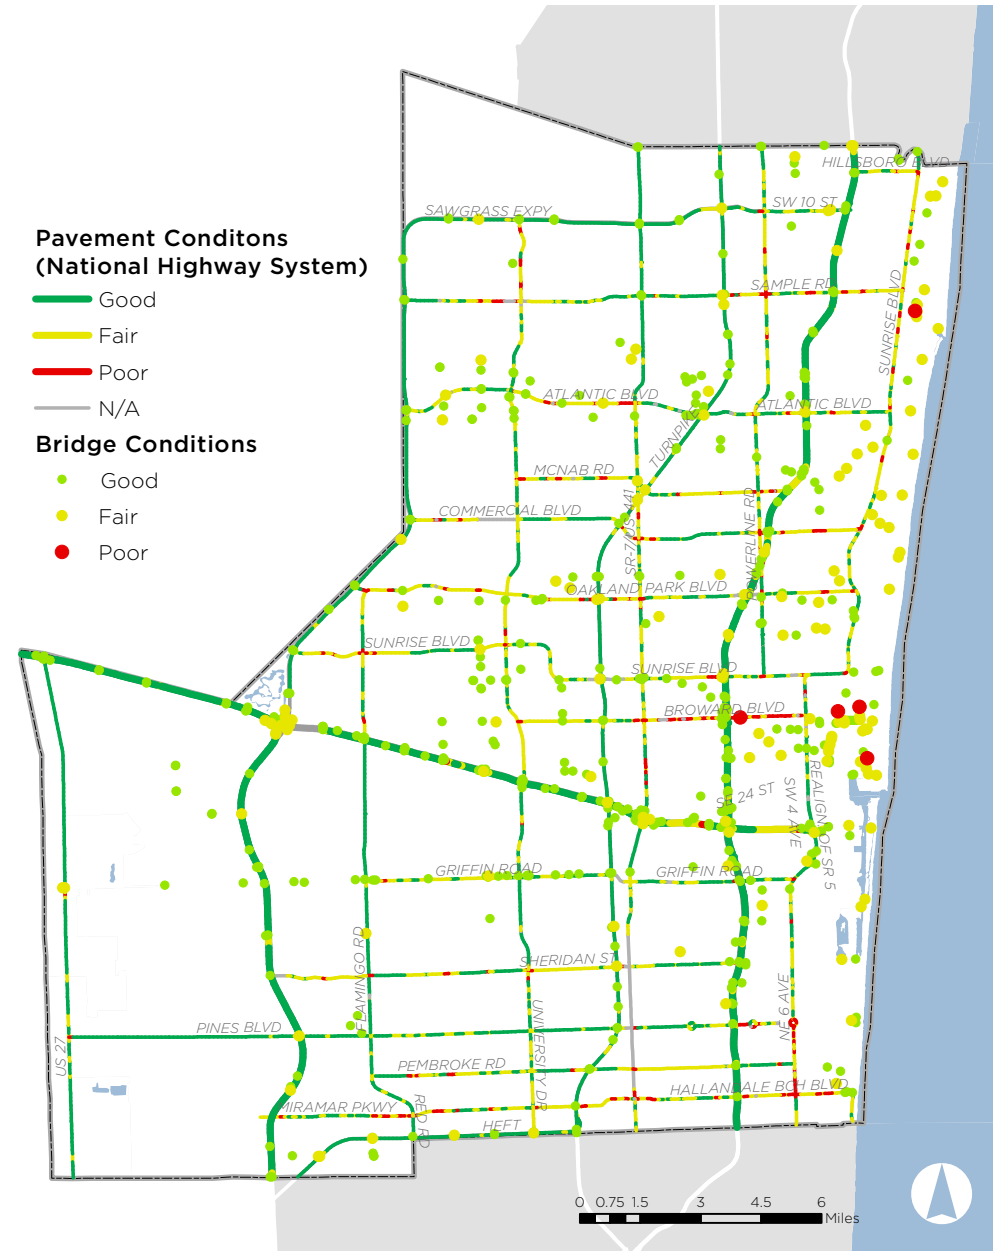 HILLSBORO BLVD
SW 10 ST
SAWGRASS EXPY
Pavement Conditons
(National Highway System)
Good
Fair
Poor
N/A
Bridge Conditions
Good
Fair
Poor
SAMPLE RD
SUNRISE BLVD
ATLANTIC BLVD
ATLANTIC BLVD
TURNPIKE
MCNAB RD
SR-7/US 441
POWERLINE RD
COMMERCIAL BLVD
OAKLAND PARK BLVD
SUNRISE BLVD
SUNRISE BLVD
BROWARD BLVD
SE 24 ST
SW 4 AVE
REALIGN OF SR 5
GRIFFIN ROAD
GRIFFIN ROAD
FLAMINGO RD
SHERIDAN ST
NE 6 AVE
UNIVERSITY DR
PINES BLVD
US 27
PEMBROKE RD
HALLANDALE BCH BLVD
MIRAMAR PKWY
RED RD
HEFT
0 0.75 1.5 3 4.5 6
Miles